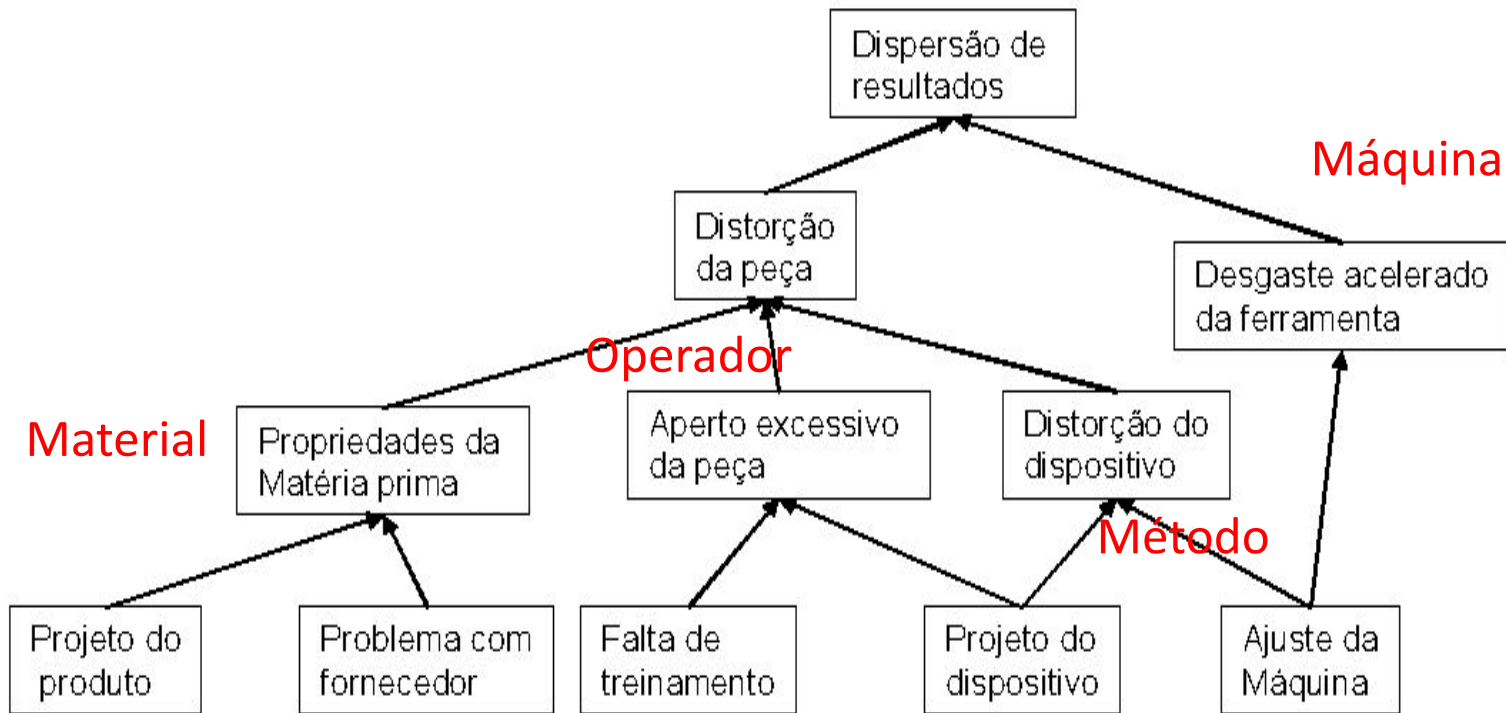 Dispersão de
resultados
Máquina
Distorção
da peça
Desgaste acelerado
da ferramenta
Operador
Material
Propriedades da
Matéria prima
Aperto excessivo
da peça
Distorção do
dispositivo
Método
Projeto do
produto
Problema com
fornecedor
Falta de
treinamento
Projeto do
dispositivo
Ajuste da
Máquina